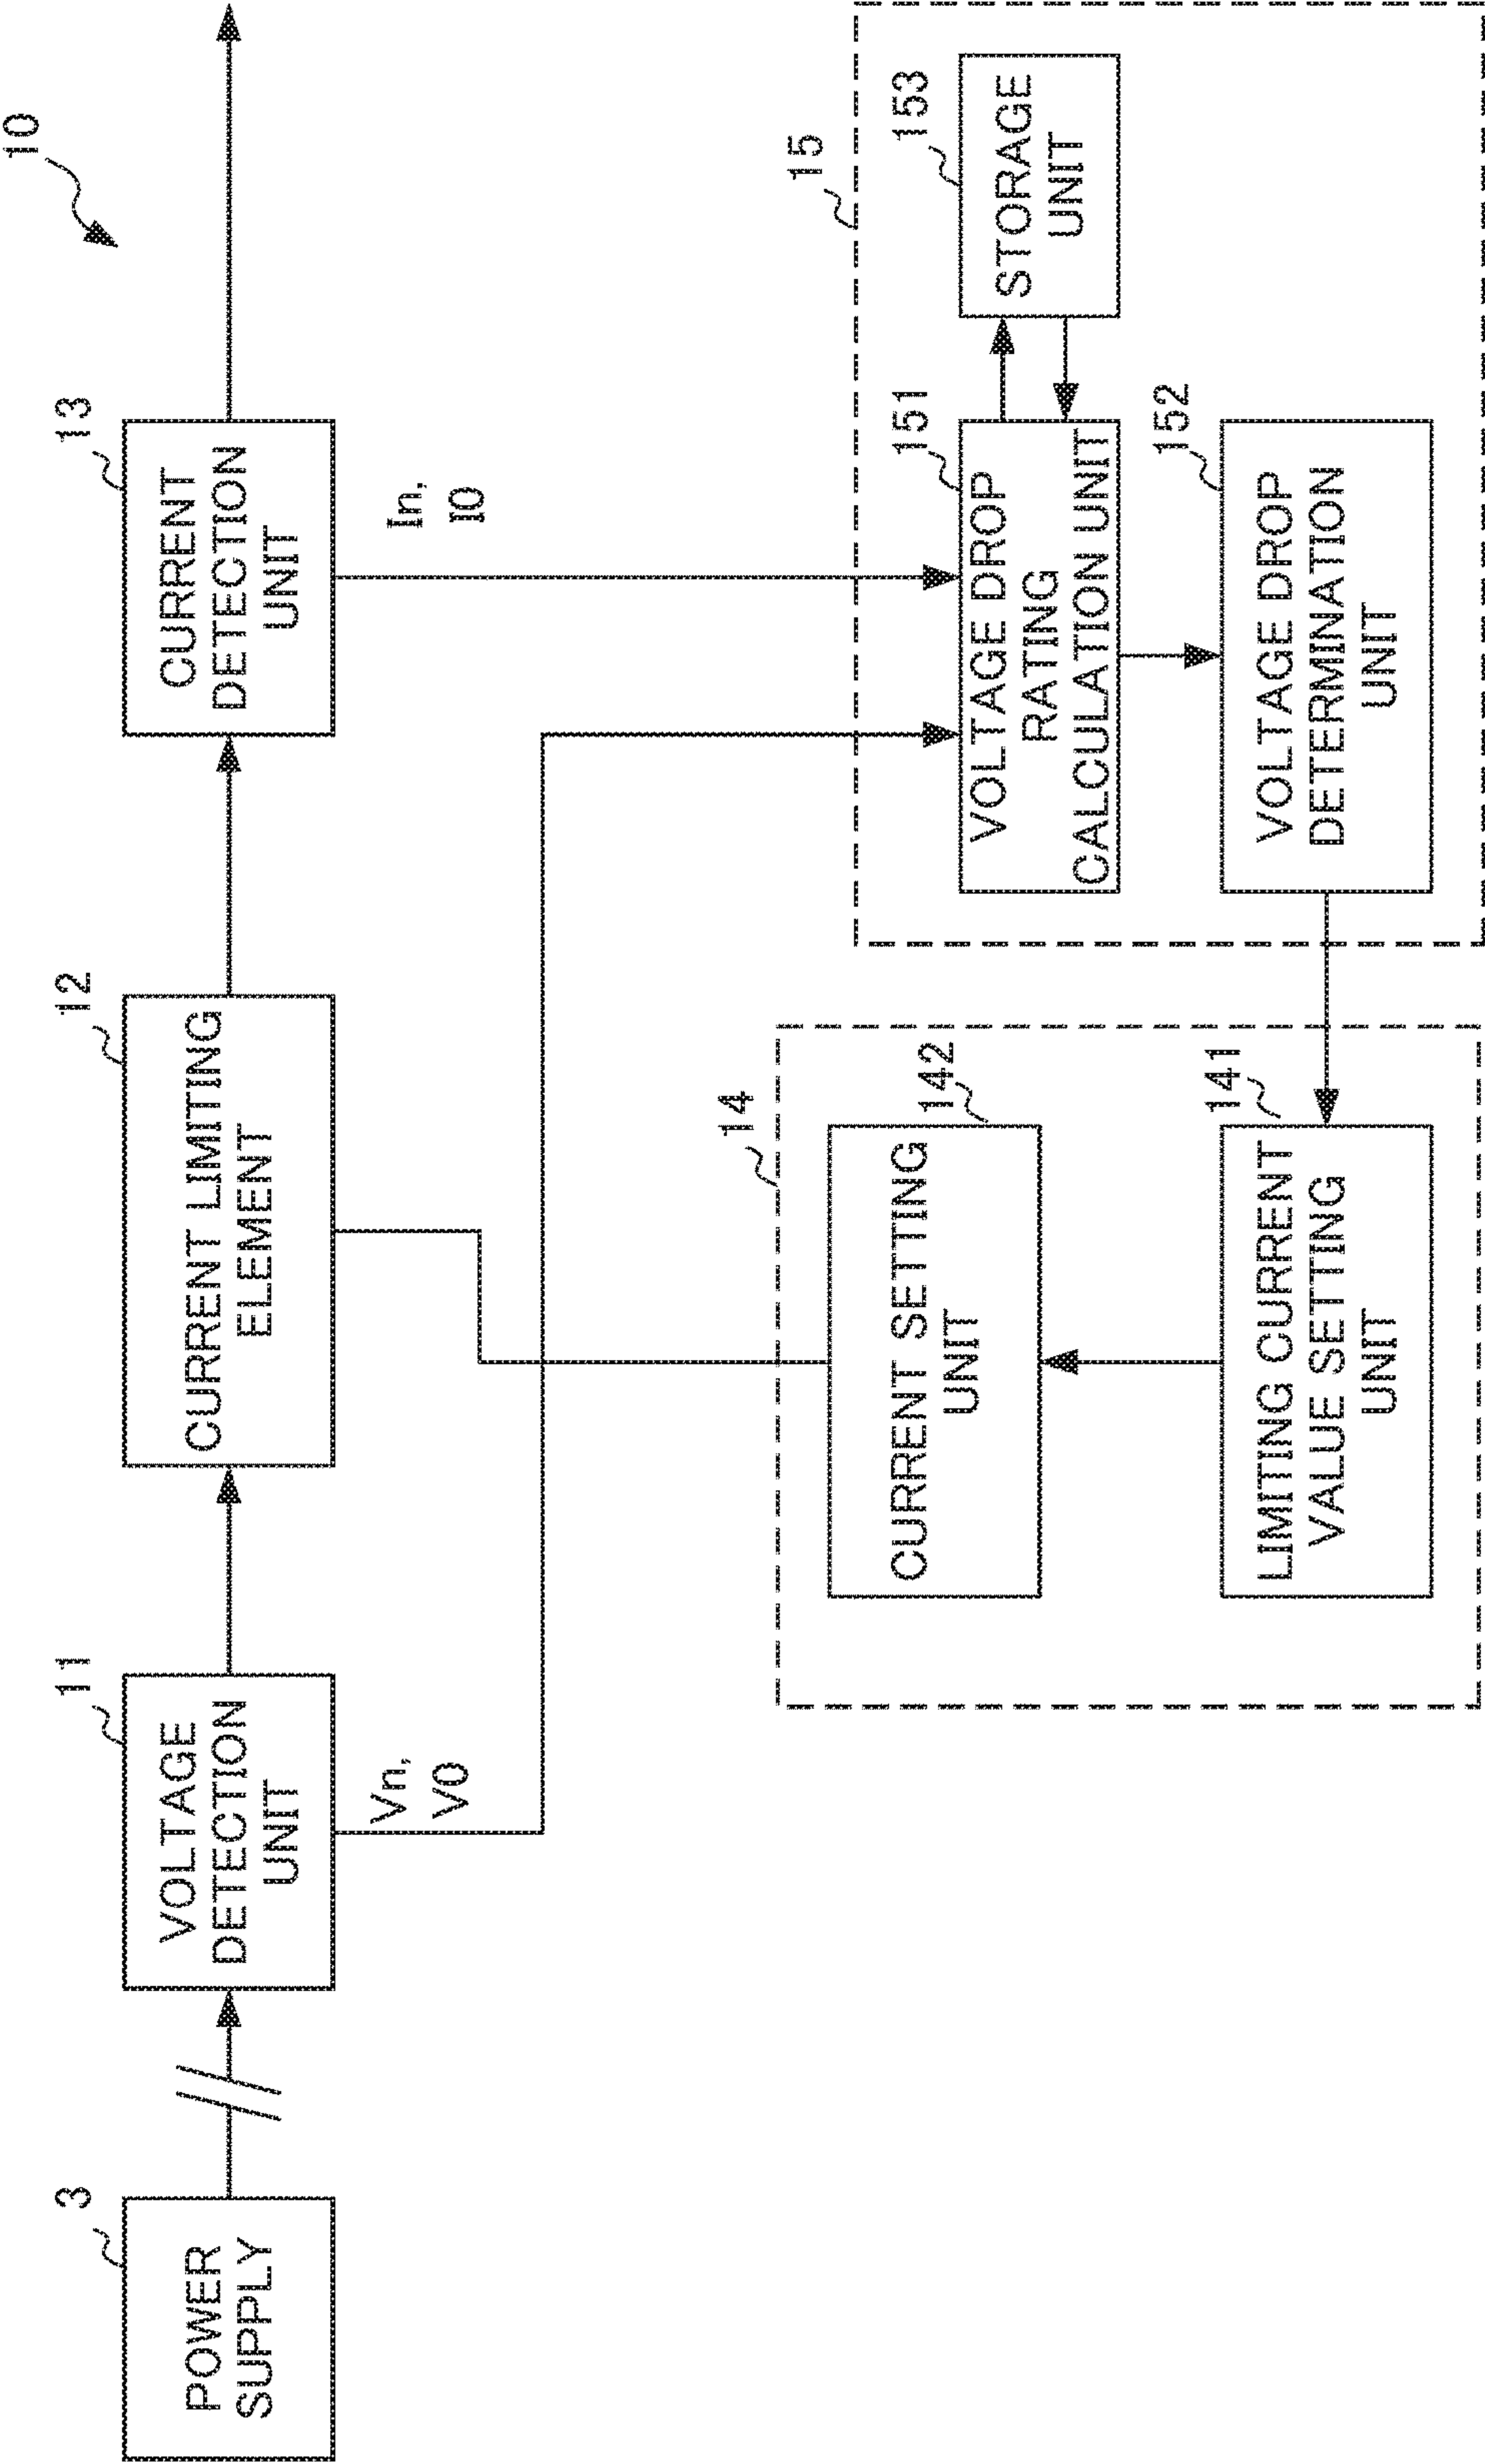 10
3
POWER
SUPPLY
11
VOLTAGE
DETECTION
UNIT
12
CURRENT LIMITING
ELEMENT
13
CURRENT
DETECTION
UNIT
Vn,
V0
In,
I0
14
142
CURRENT SETTING
UNIT
141
LIMITING CURRENT
VALUE SETTING
UNIT
15
151
VOLTAGE DROP
RATING
CALCULATION UNIT
153
STORAGE
UNIT
152
VOLTAGE DROP
DETERMINATION
UNIT